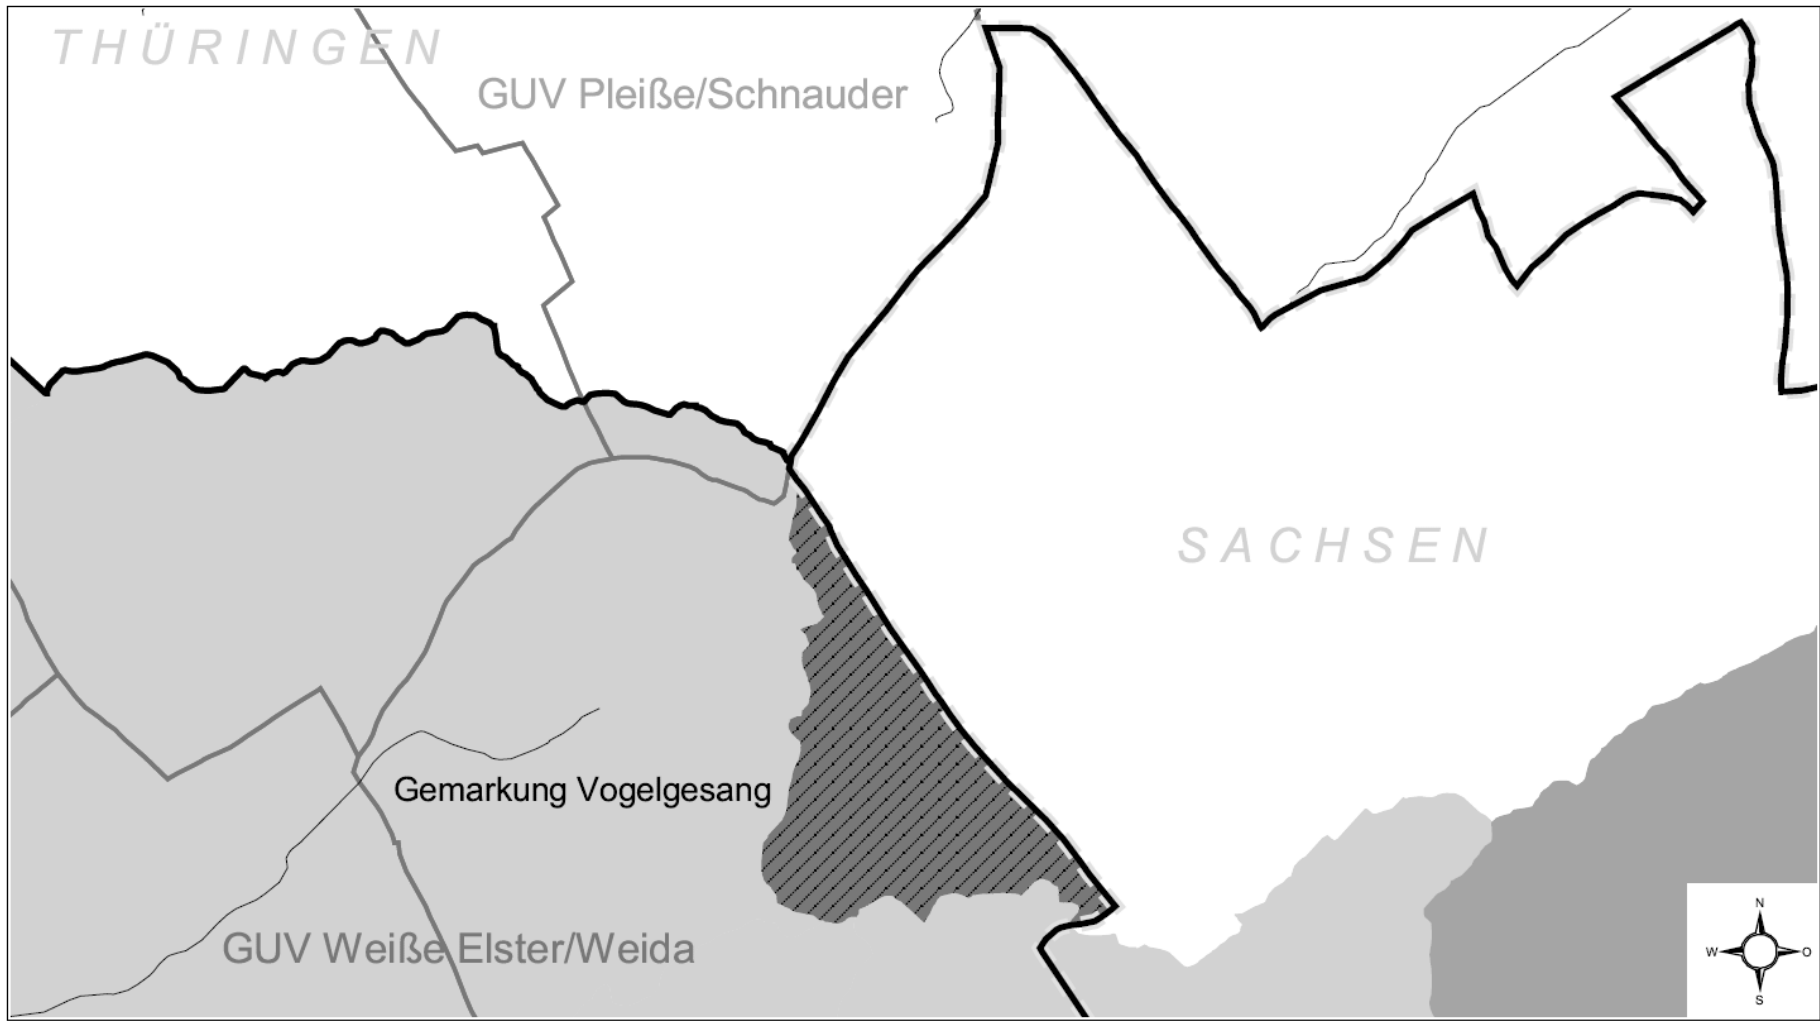 THÜRINGEN
GUV Pleiße/Schnauder
SACHSEN
Gemarkung Vogelgesang
GUV Weiße Elster/Weida
N
W O
S